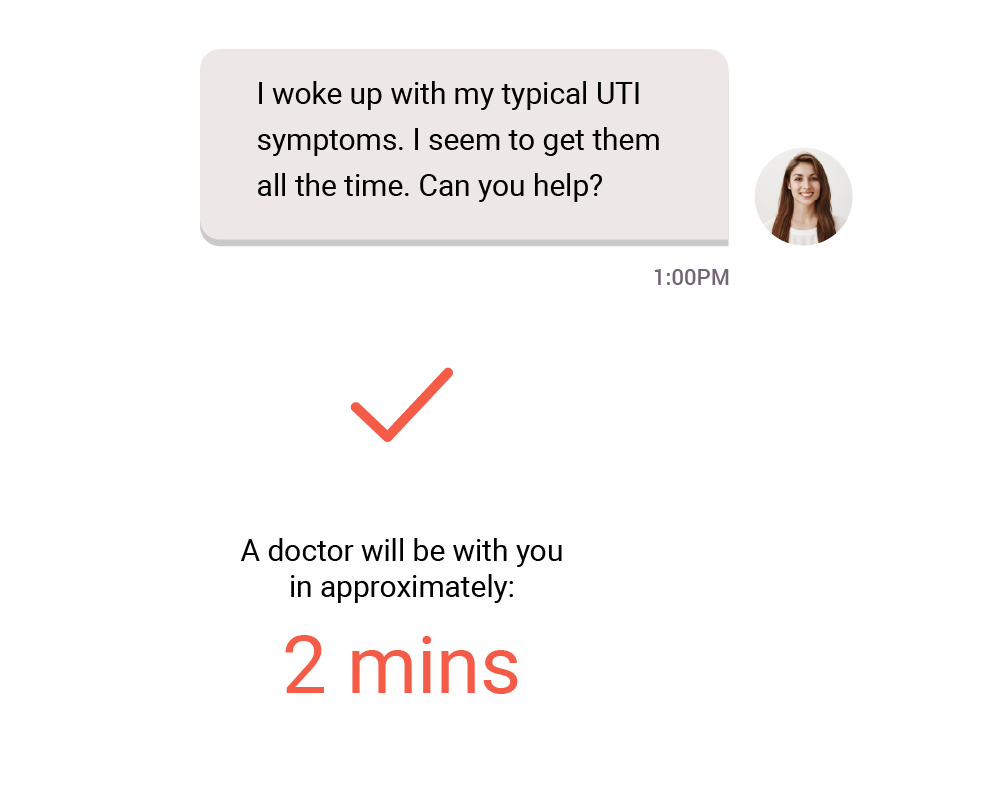 I woke up with my typical UTI
symptoms. I seem to get them
all the time. Can you help?
1:00PM
A doctor will be with you
in approximately:
2 mins